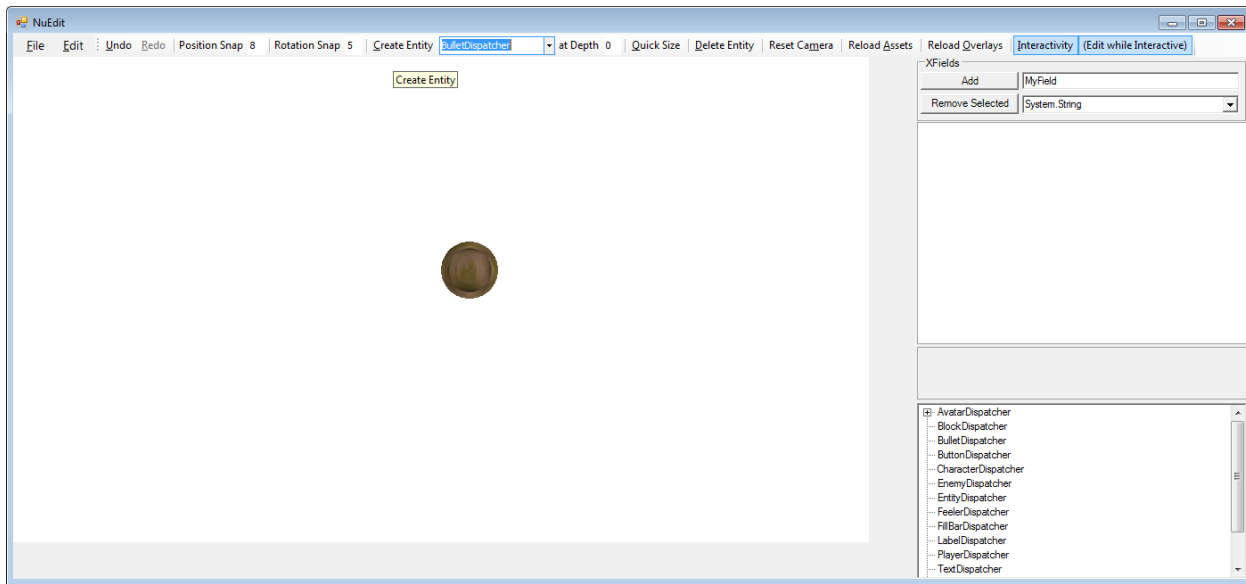 NuEdit
File Edit Undo Redo Position Snap 8 Rotation Snap 5 Create Entity BulletDispatcher at Depth 0 Quick Size Delete Entity Reset Camera Reload Assets Reload Overlays Interactivity (Edit while Interactive)
Create Entity
XFields
Add MyField
Remove Selected System.String
AvatarDispatcher
BlockDispatcher
BulletDispatcher
ButtonDispatcher
CharacterDispatcher
EnemyDispatcher
EntityDispatcher
FeelerDispatcher
FillBarDispatcher
LabelDispatcher
PlayerDispatcher
TextDispatcher